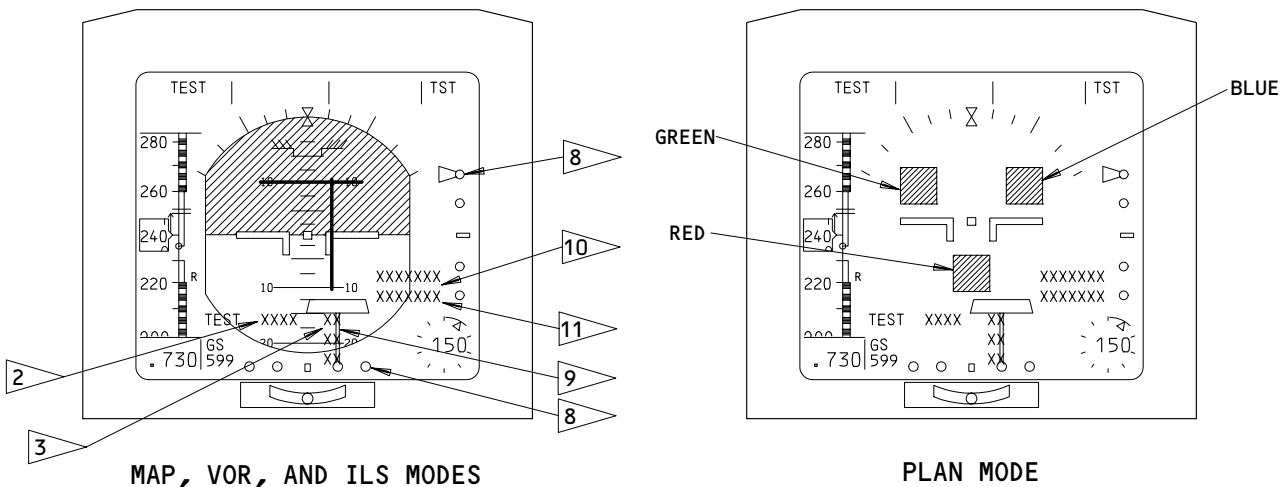 TEST TST
280
260
10 10
240
220 R
10 10
XXXXXXX
XXXXXXX
200
TEST XXXX XX
XX
20 20
XX
.730 GS
599
150
8
10
11
9
8
2
3
MAP, VOR, AND ILS MODES
TEST TST
BLUE
GREEN
280
260
RED
240
220 R
XXXXXXX
XXXXXXX
200
TEST XXXX XX
XX
XX
.730 GS
599
150
PLAN MODE